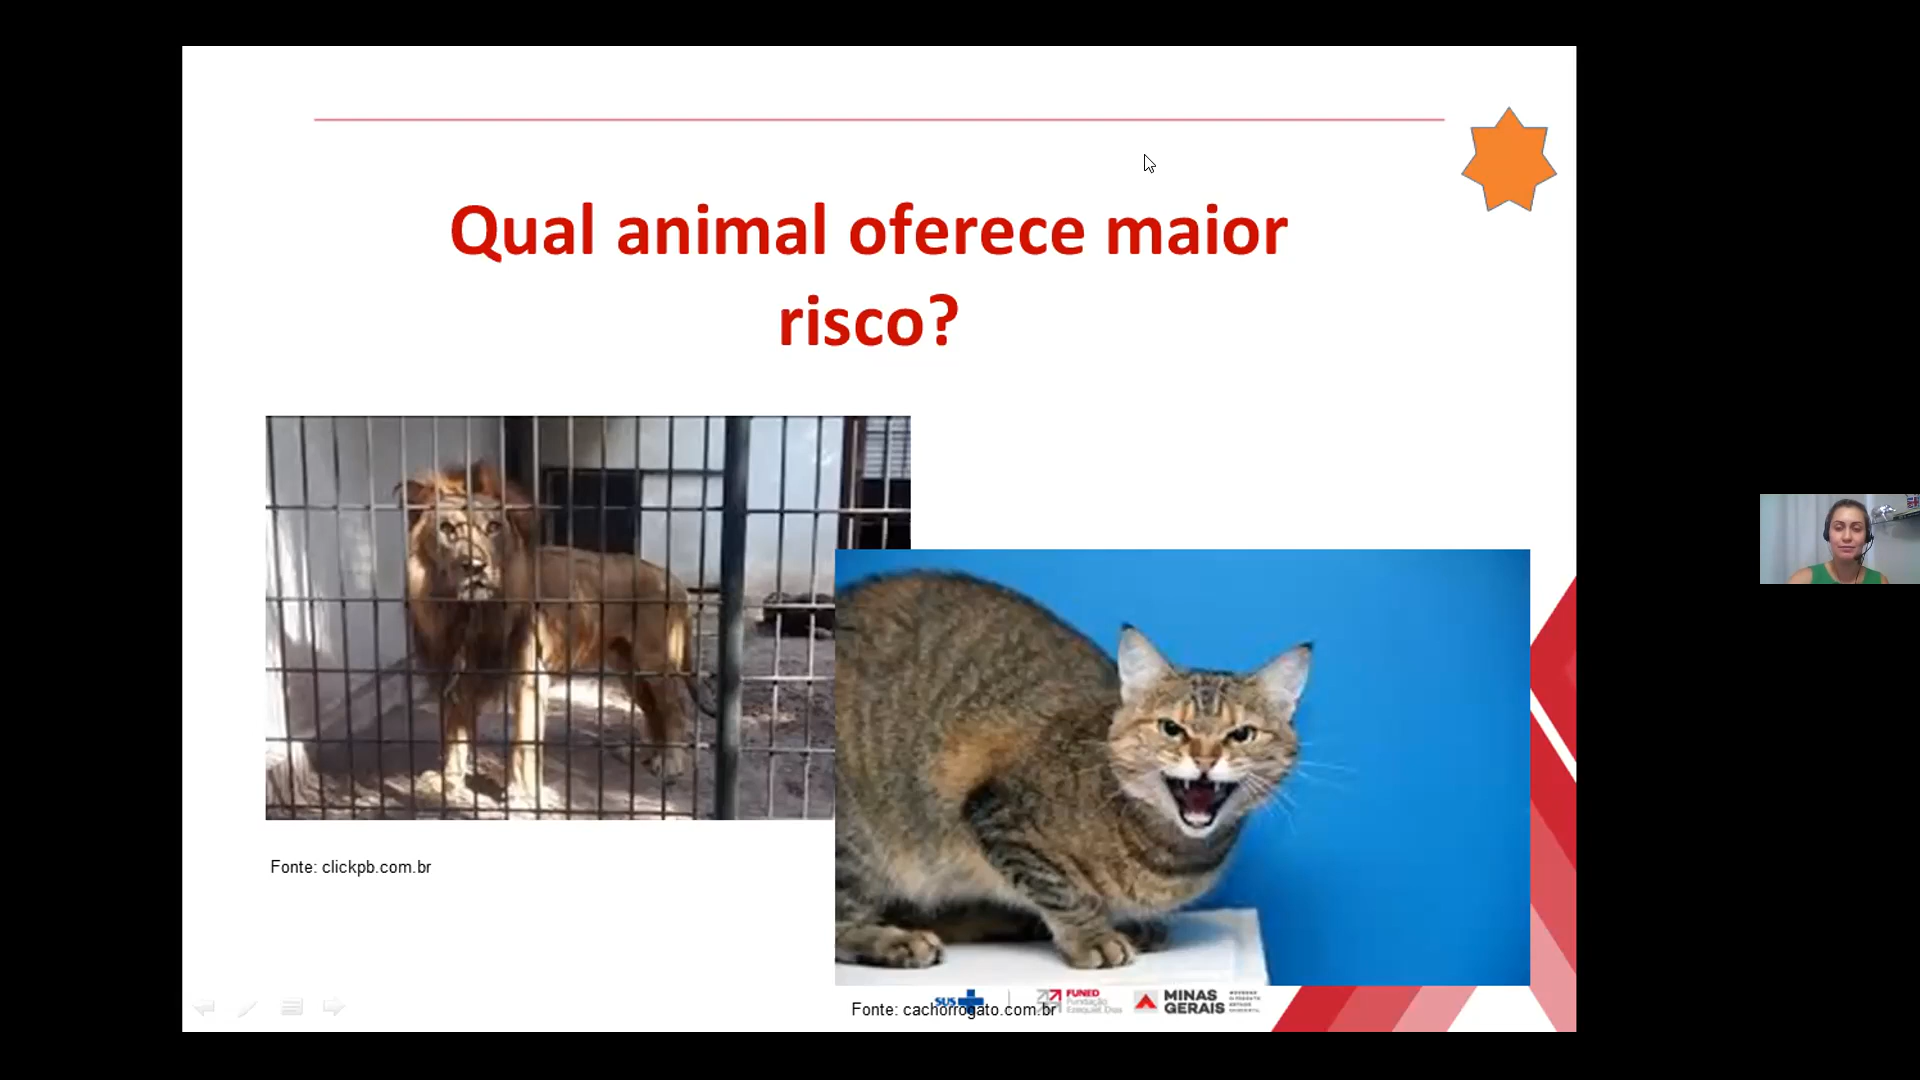 Qual animal oferece maior
risco?
Fonte: clickpb.com.br
Fonte: cachorrogato.com.br
SUS
FUNED
Fundação
Ezequiel Dias
MINAS
GERAIS